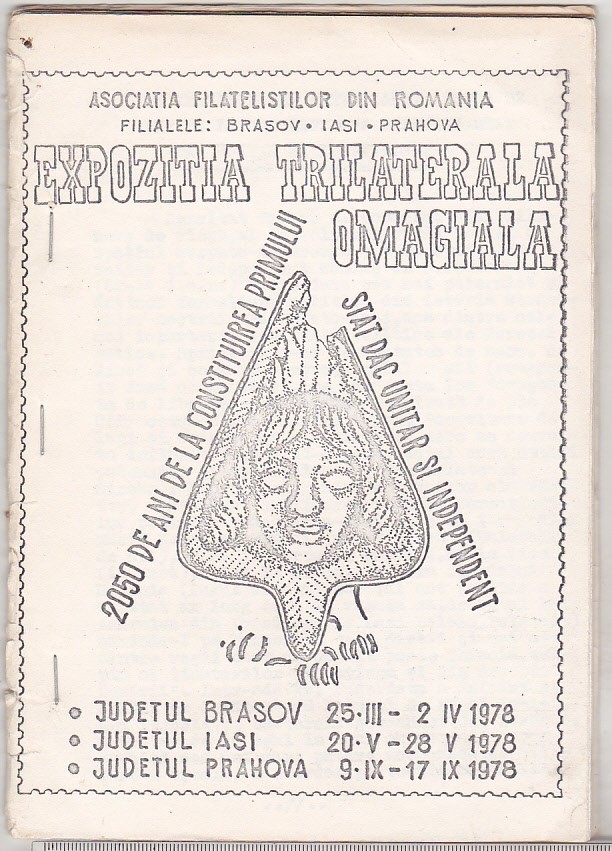 ASOCIATIA FILATELISTILOR DIN ROMANIA
FILIALELE: BRASOV • IASI • PRAHOVA
EXPOZITIA TRILATERALA
OMAGIALA
2050 DE ANI DE LA CONSTITUIREA PRIMULUI
STAT DAC UNITAR SI INDEPENDENT
• JUDETUL BRASOV 25·III - 2 IV 1978
• JUDETUL IASI 20·V - 28 V 1978
• JUDETUL PRAHOVA 9·IX - 17 IX 1978